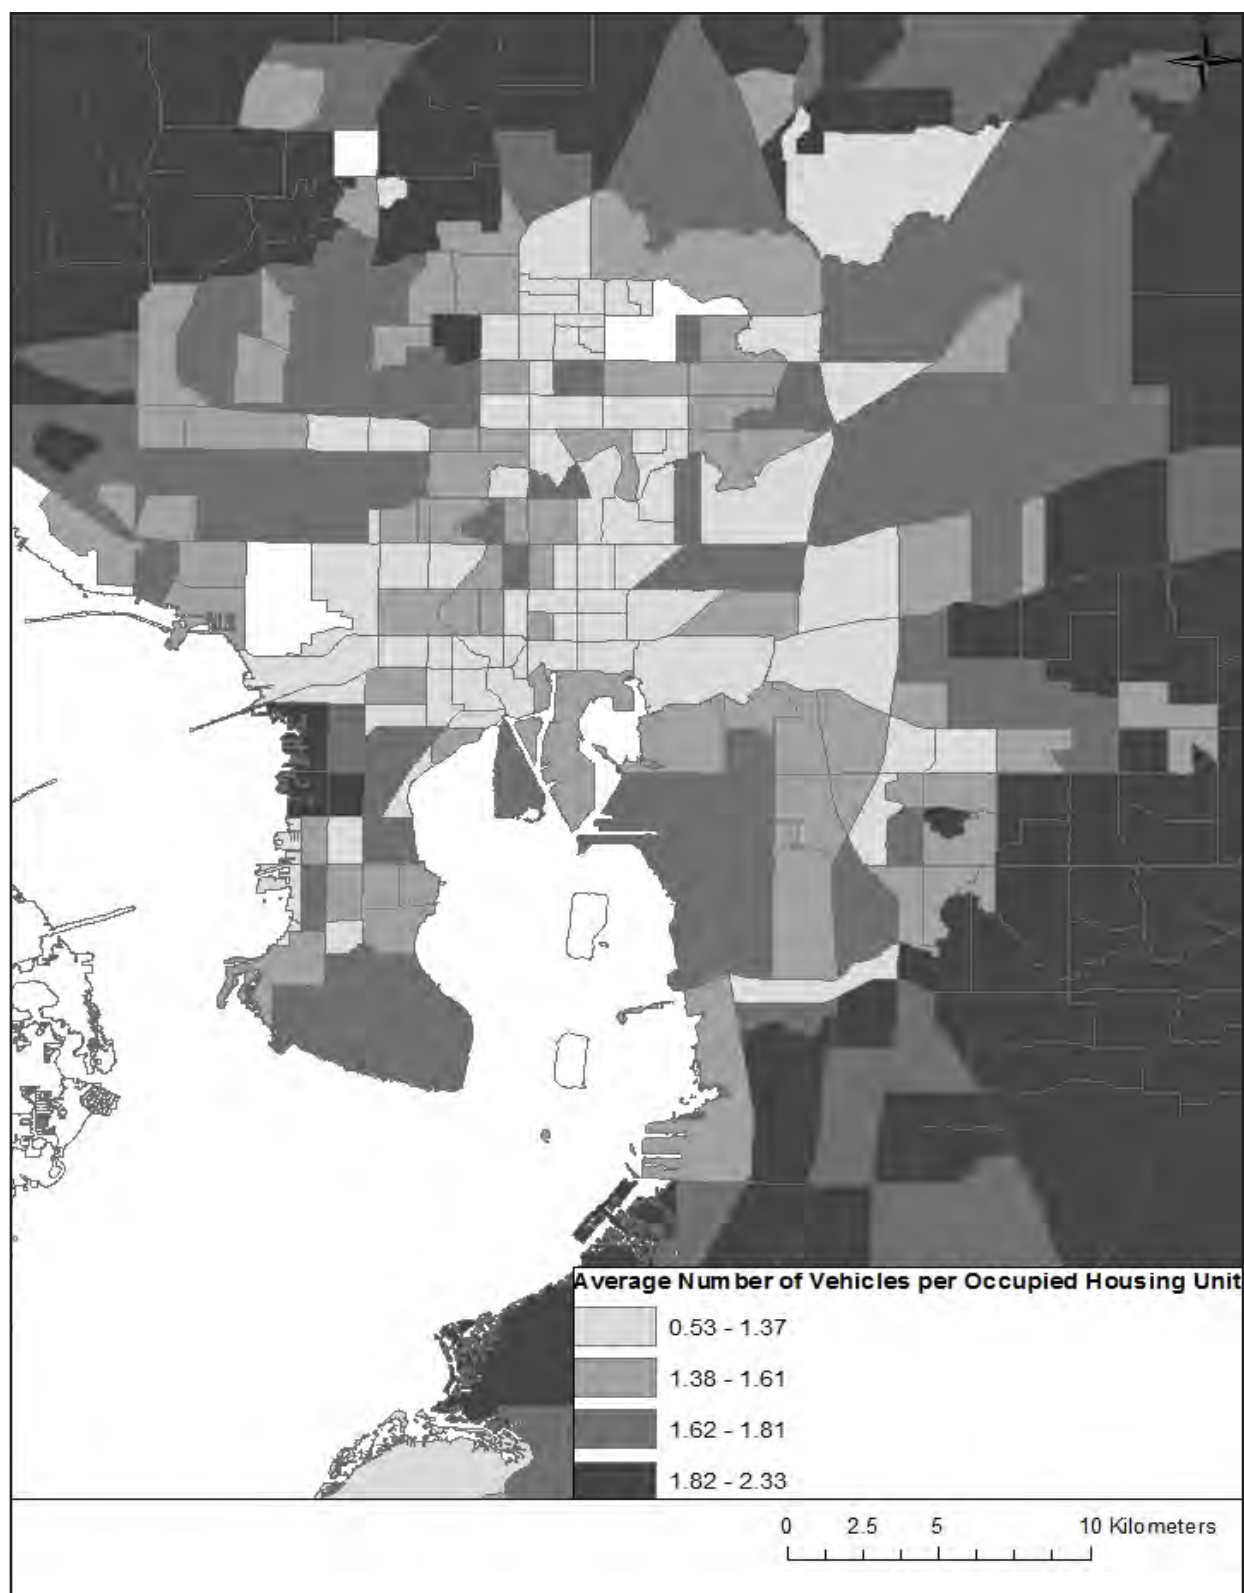 Average Number of Vehicles per Occupied Housing Unit
0.53 - 1.37
1.38 - 1.61
1.62 - 1.81
1.82 - 2.33
0 2.5 5 10 Kilometers